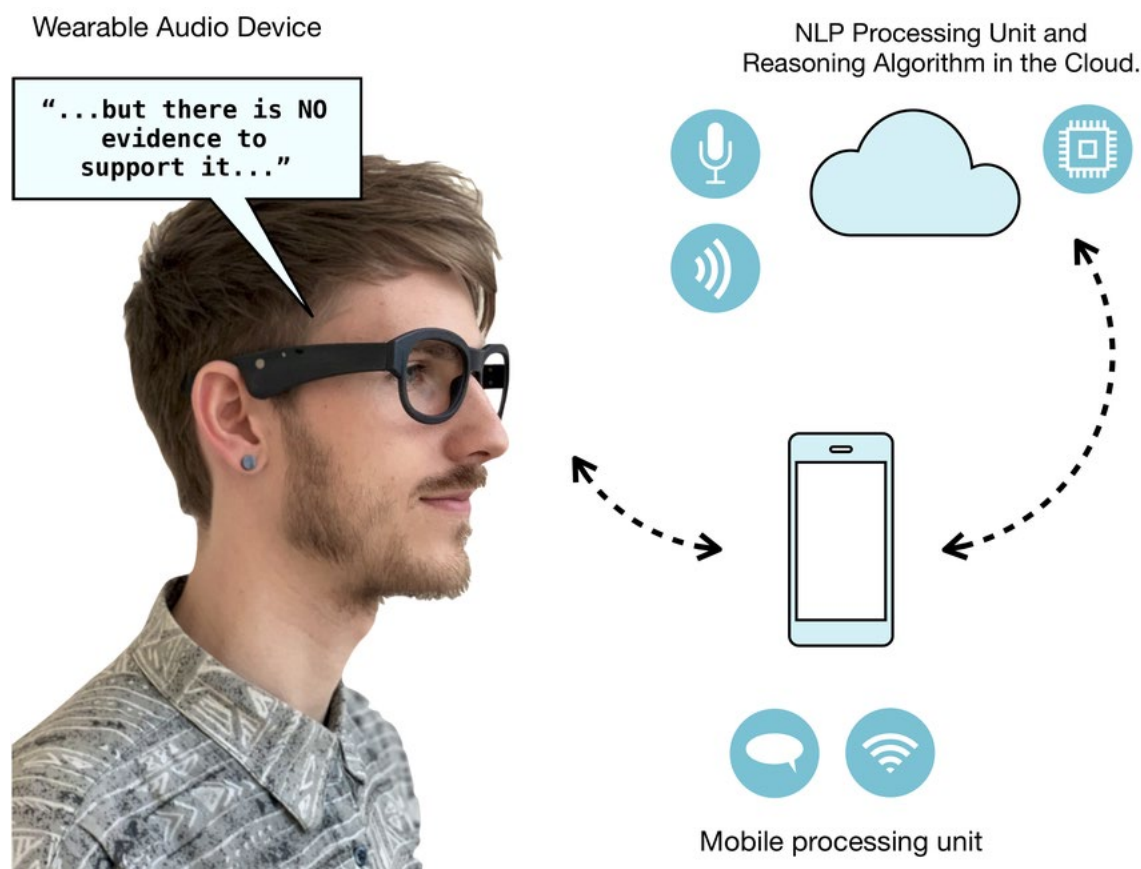 Wearable Audio Device
"...but there is NO
evidence to
support it..."
NLP Processing Unit and
Reasoning Algorithm in the Cloud.
Mobile processing unit